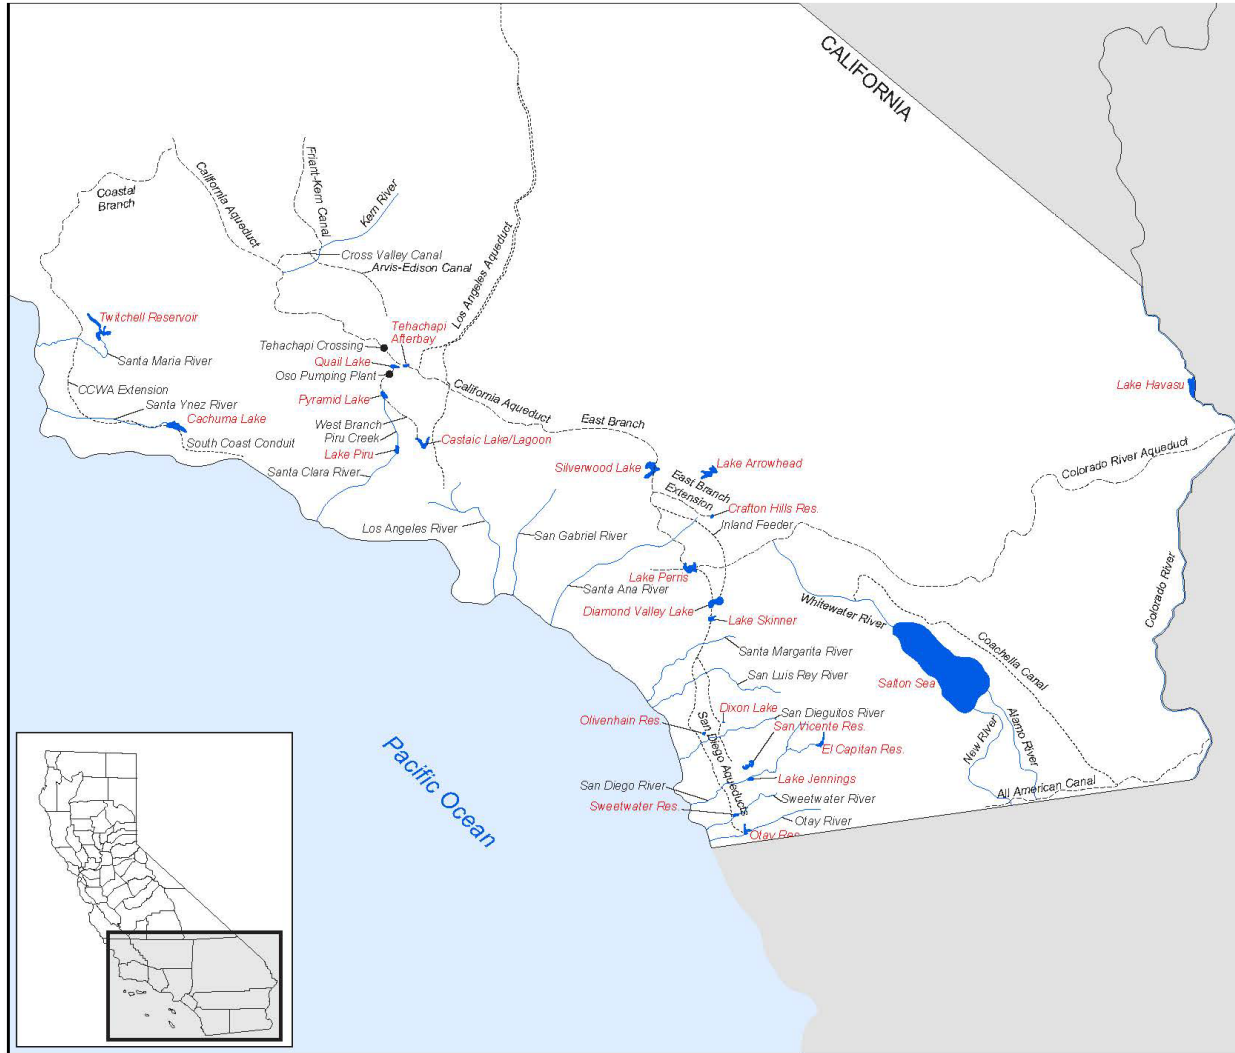 CALIFORNIA
Coastal
Branch
California Aqueduct
Friant-Kern Canal
Kern River
Cross Valley Canal
Arvis-Edison Canal
Los Angeles Aqueduct
Twitchell Reservoir
Tehachapi
Afterbay
Tehachapi Crossing
Santa Maria River
Quail Lake
Oso Pumping Plant
CCWA Extension
Pyramid Lake
California Aqueduct
Lake Havasu
Santa Ynez River
Cachuma Lake
West Branch
East Branch
South Coast Conduit
Piru Creek
Castaic Lake/Lagoon
Lake Piru
Colorado River Aqueduct
Santa Clara River
Silverwood Lake
Lake Arrowhead
East Branch
Extension
Crafton Hills Res.
Los Angeles River
San Gabriel River
Inland Feeder
Lake Perris
Santa Ana River
Whitewater River
Colorado River
Diamond Valley Lake
Lake Skinner
Santa Margarita River
Coachella Canal
San Luis Rey River
Salton Sea
Dixon Lake
San Dieguitos River
Olivenhain Res.
San Vicente Res.
El Capitan Res.
New River
Alamo River
San Diego Aqueducts
San Diego River
Lake Jennings
All American Canal
Sweetwater Res.
Sweetwater River
Otay River
Otay Res.
Pacific Ocean